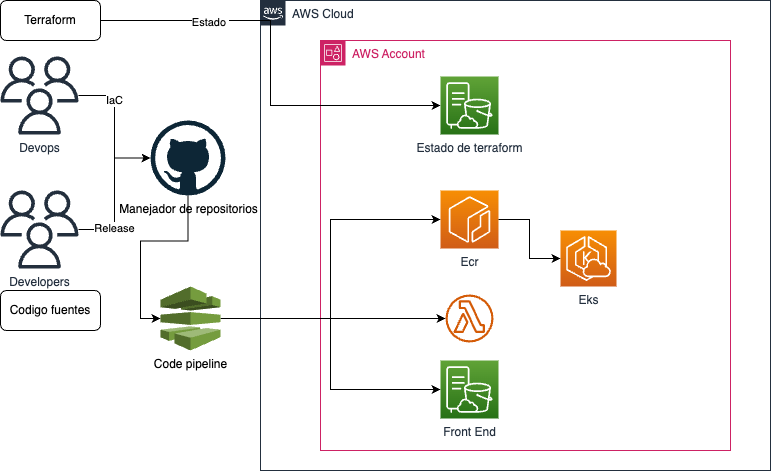 Terraform
Estado
aws
AWS Cloud
AWS Account
IaC
Devops
Estado de terraform
Manejador de repositorios
Release
Developers
Codigo fuentes
Ecr
K
Eks
Code pipeline
Front End